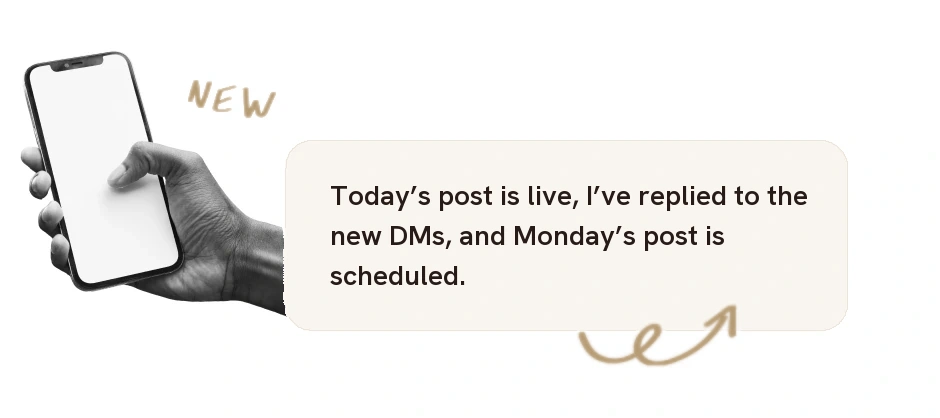 NEW
Today’s post is live, I’ve replied to the
new DMs, and Monday’s post is
scheduled.